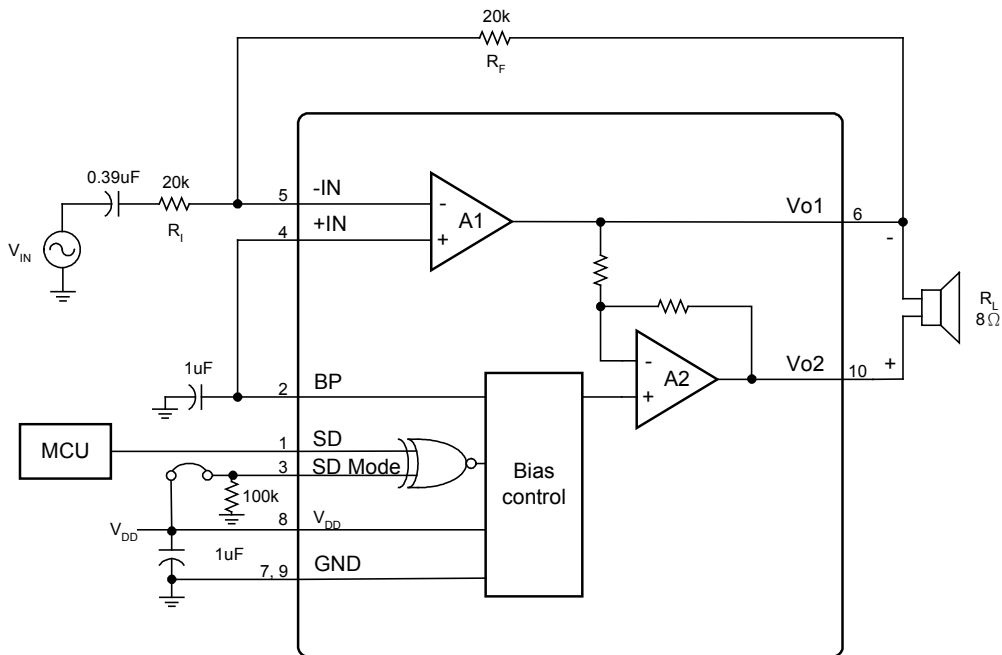 20k
R_F
0.39uF
20k
R_I
V_IN
5
-IN
4
+IN
-
+
A1
Vo1
6
-
R_L
8Ω
1uF
2
BP
-
+
A2
Vo2
10
+
MCU
1
SD
3
SD Mode
100k
Bias
control
V_DD
8
V_DD
1uF
7, 9
GND